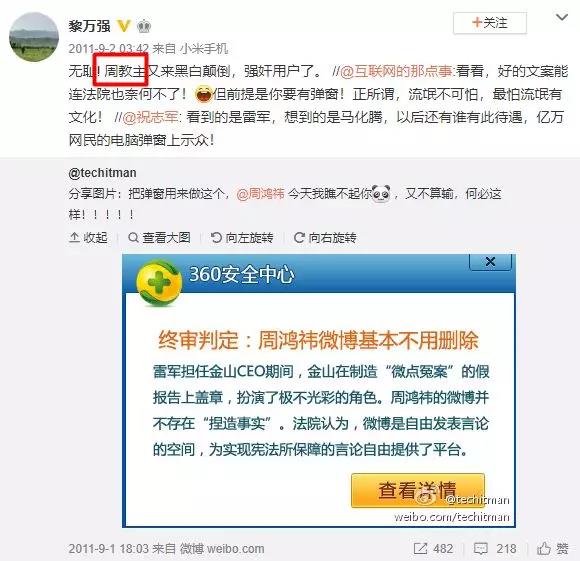 黎万强 V
+关注
2011-9-2 03:42 来自 小米手机
无耻! 周教主又来黑白颠倒，强奸用户了。 //@互联网的那点事:看看，好的文案能
连法院也奈何不了！但前提是你要有弹窗！正所谓，流氓不可怕，最怕流氓有
文化！ //@祝志军: 看到的是雷军，想到的是马化腾，以后还有谁有此待遇，亿万
网民的电脑弹窗上示众！
@techitman
分享图片：把弹窗用来做这个，@周鸿祎 今天我瞧不起你，又不算输，何必这
样！！！！！
收起 查看大图 向左旋转 向右旋转
360安全中心
终审判定：周鸿祎微博基本不用删除
雷军担任金山CEO期间，金山在制造“微点冤案”的假
报告上盖章，扮演了极不光彩的角色。周鸿祎的微博并
不存在“捏造事实”。法院认为，微博是自由发表言论
的空间，为实现宪法所保障的言论自由提供了平台。
查看详情
@techitman
weibo.com/techitman
2011-9-1 18:03 来自 微博 weibo.com
482 218 赞